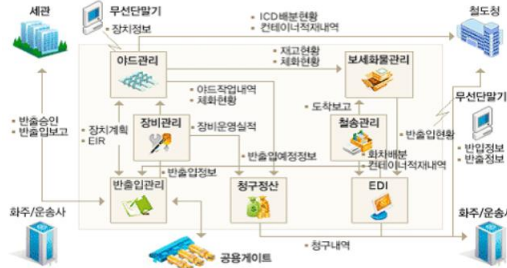 세관
무선단말기
• 장치정보
• ICD배분현황
• 컨테이너적재내역
철도청
야드관리
• 재고현황
• 체화현황
보세화물관리
• 야드작업내역
• 체화현황
무선단말기
• 도착보고
• 반출승인
• 반출입보고
• 장치계획
• EIR
장비관리
• 장비운영실적
철송관리
• 반출입현황
• 반입정보
• 반출정보
• 반출입예정정보
• 화차배분
• 컨테이너적재내역
• 반출입정보
반출입관리
청구정산
EDI
화주/운송사
화주/운송사
공용게이트
• 청구내역